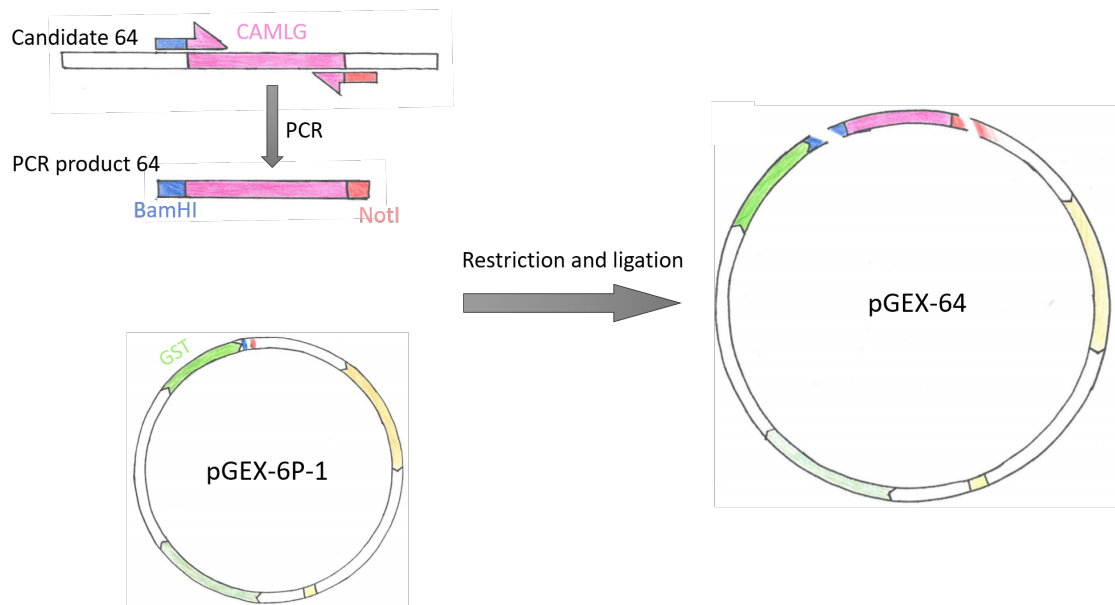 Candidate 64
CAMLG
PCR
PCR product 64
BamHI
NotI
Restriction and ligation
pGEX-64
GST
pGEX-6P-1